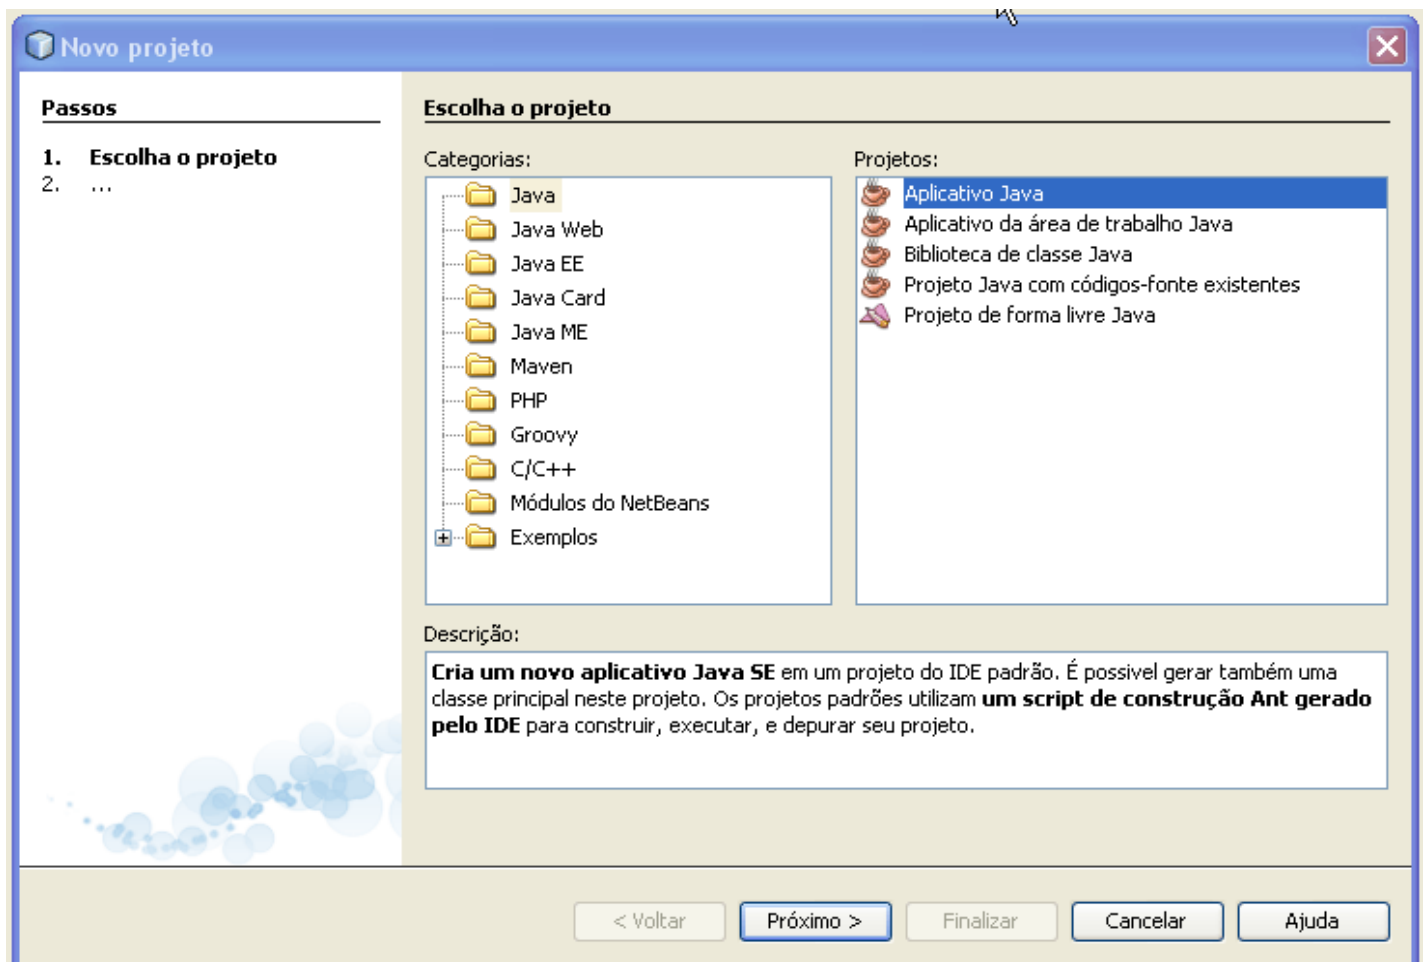 Novo projeto
Passos
1. Escolha o projeto
2. ...
Escolha o projeto
Categorias:
Java
Java Web
Java EE
Java Card
Java ME
Maven
PHP
Groovy
C/C++
Módulos do NetBeans
Exemplos
Projetos:
Aplicativo Java
Aplicativo da área de trabalho Java
Biblioteca de classe Java
Projeto Java com códigos-fonte existentes
Projeto de forma livre Java
Descrição:
Cria um novo aplicativo Java SE em um projeto do IDE padrão. É possivel gerar também uma
classe principal neste projeto. Os projetos padrões utilizam um script de construção Ant gerado
pelo IDE para construir, executar, e depurar seu projeto.
< Voltar
Próximo >
Finalizar
Cancelar
Ajuda